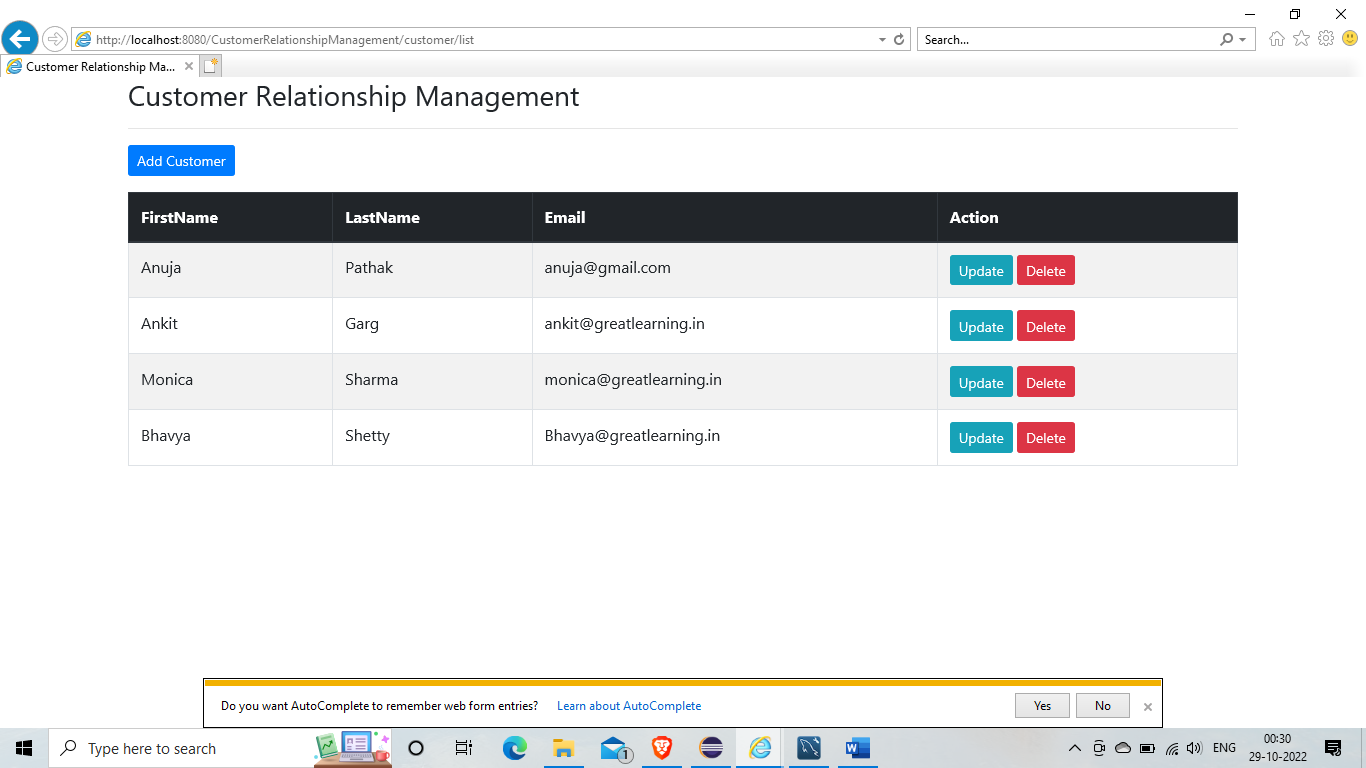 http://localhost:8080/CustomerRelationshipManagement/customer/list
Search...
Customer Relationship Ma...
Customer Relationship Management
Add Customer
FirstName LastName Email Action
Anuja Pathak anuja@gmail.com Update Delete
Ankit Garg ankit@greatlearning.in Update Delete
Monica Sharma monica@greatlearning.in Update Delete
Bhavya Shetty Bhavya@greatlearning.in Update Delete
Do you want AutoComplete to remember web form entries? Learn about AutoComplete Yes No
Type here to search
1
W
ENG
00:30
29-10-2022